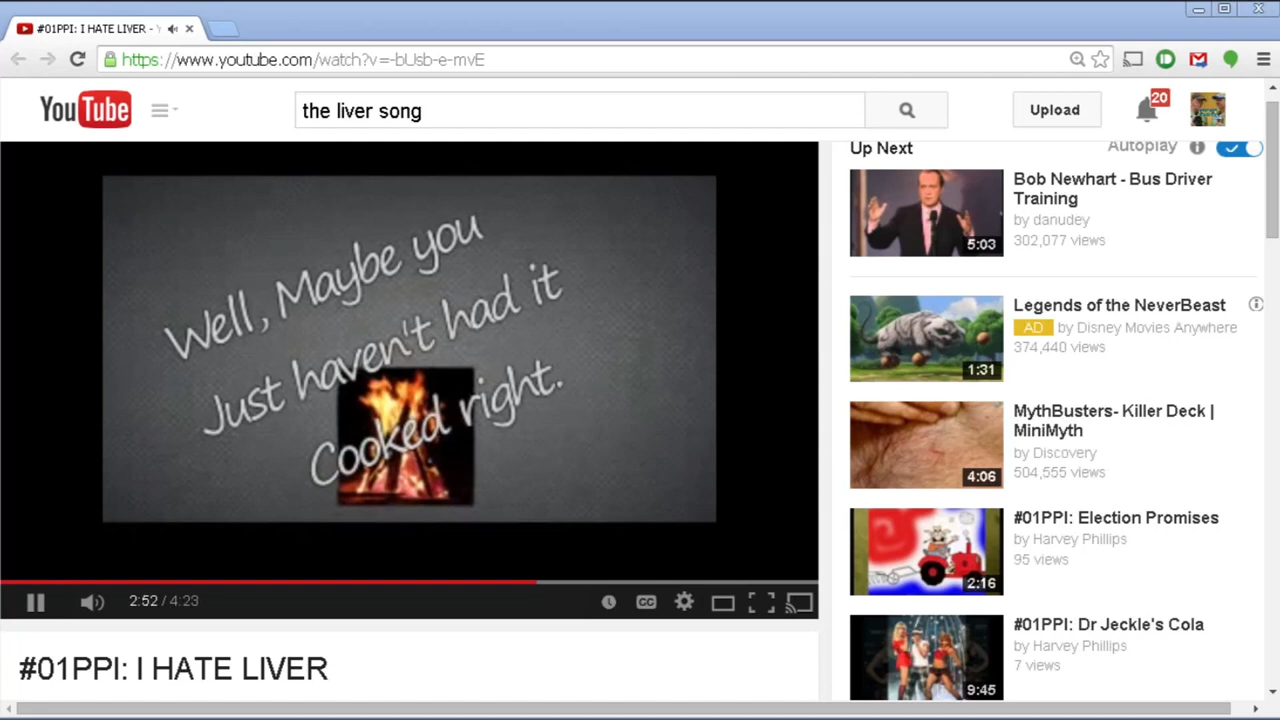 #01PPI: I HATE LIVER - Y
https://www.youtube.com/watch?v=-bUsb-e-mvE
YouTube
the liver song
Upload
20
Well, Maybe you
Just haven't had it
Cooked right.
2:52 / 4:23
CC
#01PPI: I HATE LIVER
Up Next
Autoplay
Bob Newhart - Bus Driver
Training
by danudey
302,077 views
5:03
Legends of the NeverBeast
AD by Disney Movies Anywhere
374,440 views
1:31
MythBusters- Killer Deck |
MiniMyth
by Discovery
504,555 views
4:06
#01PPI: Election Promises
by Harvey Phillips
95 views
2:16
#01PPI: Dr Jeckle's Cola
by Harvey Phillips
7 views
9:45